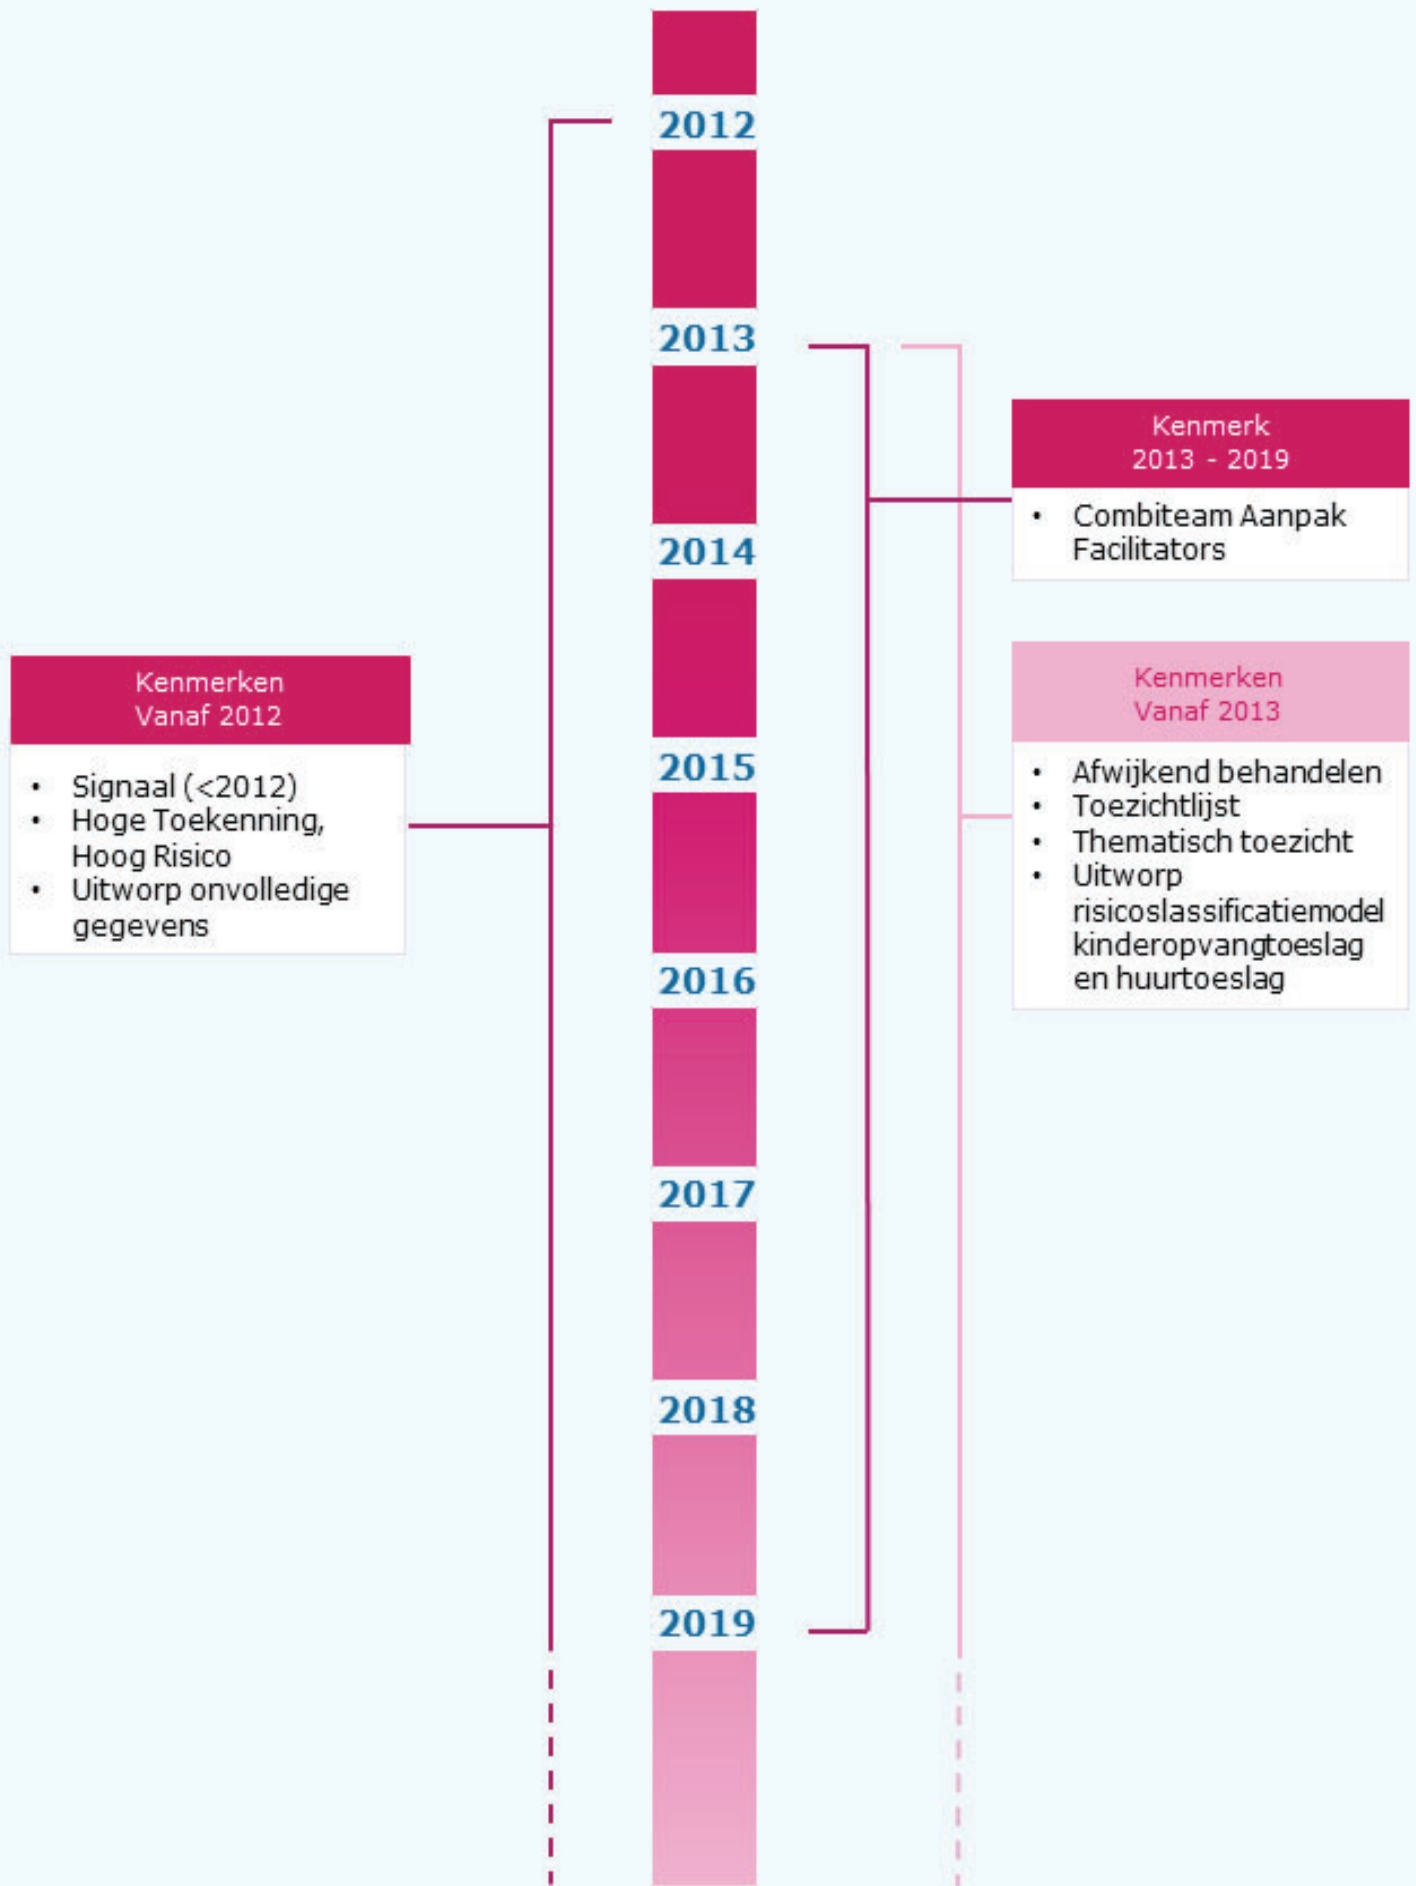 2012
2013
Kenmerk
2013 - 2019
• Combiteam Aanpak
Facilitators
2014
Kenmerken
Vanaf 2012
• Signaal (<2012)
• Hoge Toekenning,
Hoog Risico
• Uitworp onvolledige
gegevens
Kenmerken
Vanaf 2013
• Afwijkend behandelen
• Toezichtlijst
• Thematisch toezicht
• Uitworp
risicoslassificatiemodel
kinderopvangtoeslag
en huurtoeslag
2015
2016
2017
2018
2019